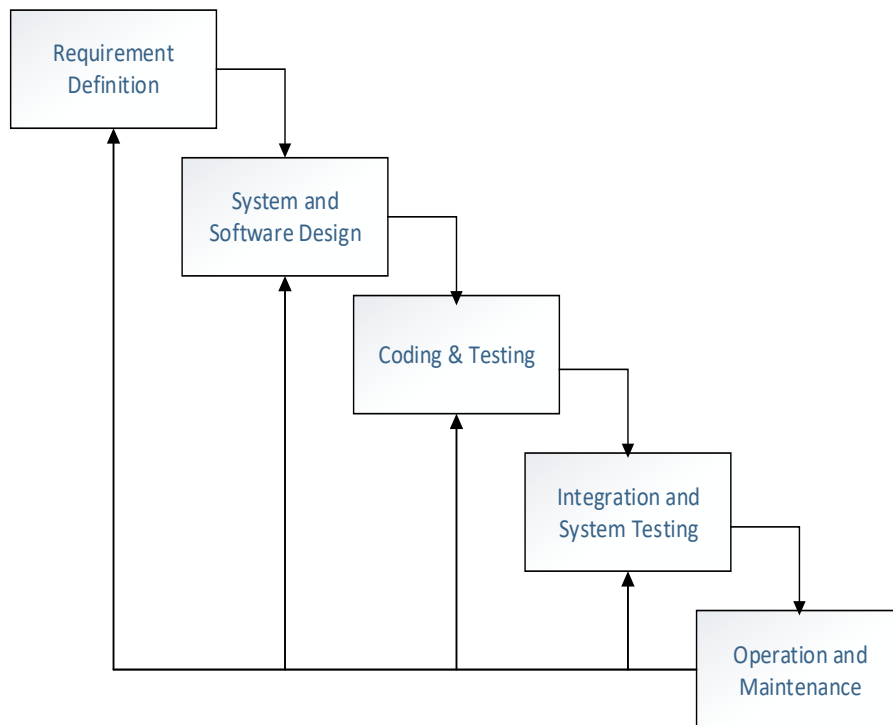 Requirement
Definition
System and
Software Design
Coding & Testing
Integration and
System Testing
Operation and
Maintenance